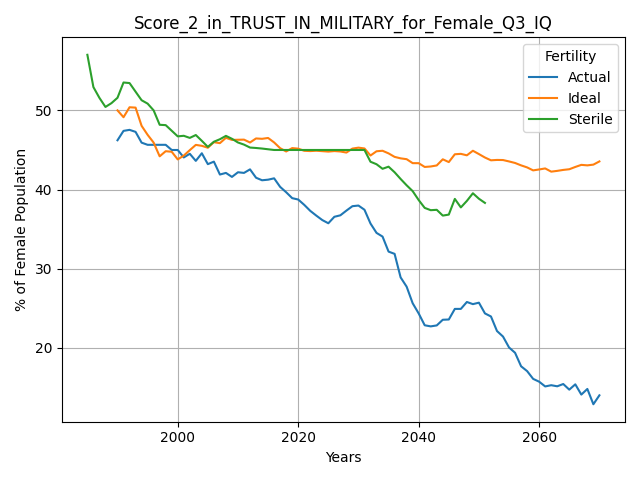 Score_2_in_TRUST_IN_MILITARY_for_Female_Q3_IQ
Fertility
Actual
Ideal
Sterile
% of Female Population
50
40
30
20
2000
2020
2040
2060
Years